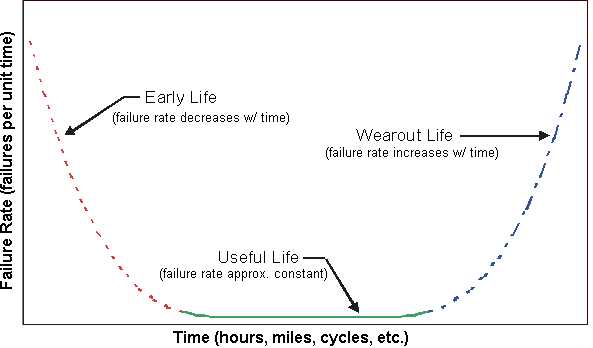 Failure Rate (failures per unit time)
Early Life
(failure rate decreases w/ time)
Wearout Life
(failure rate increases w/ time)
Useful Life
(failure rate approx. constant)
Time (hours, miles, cycles, etc.)